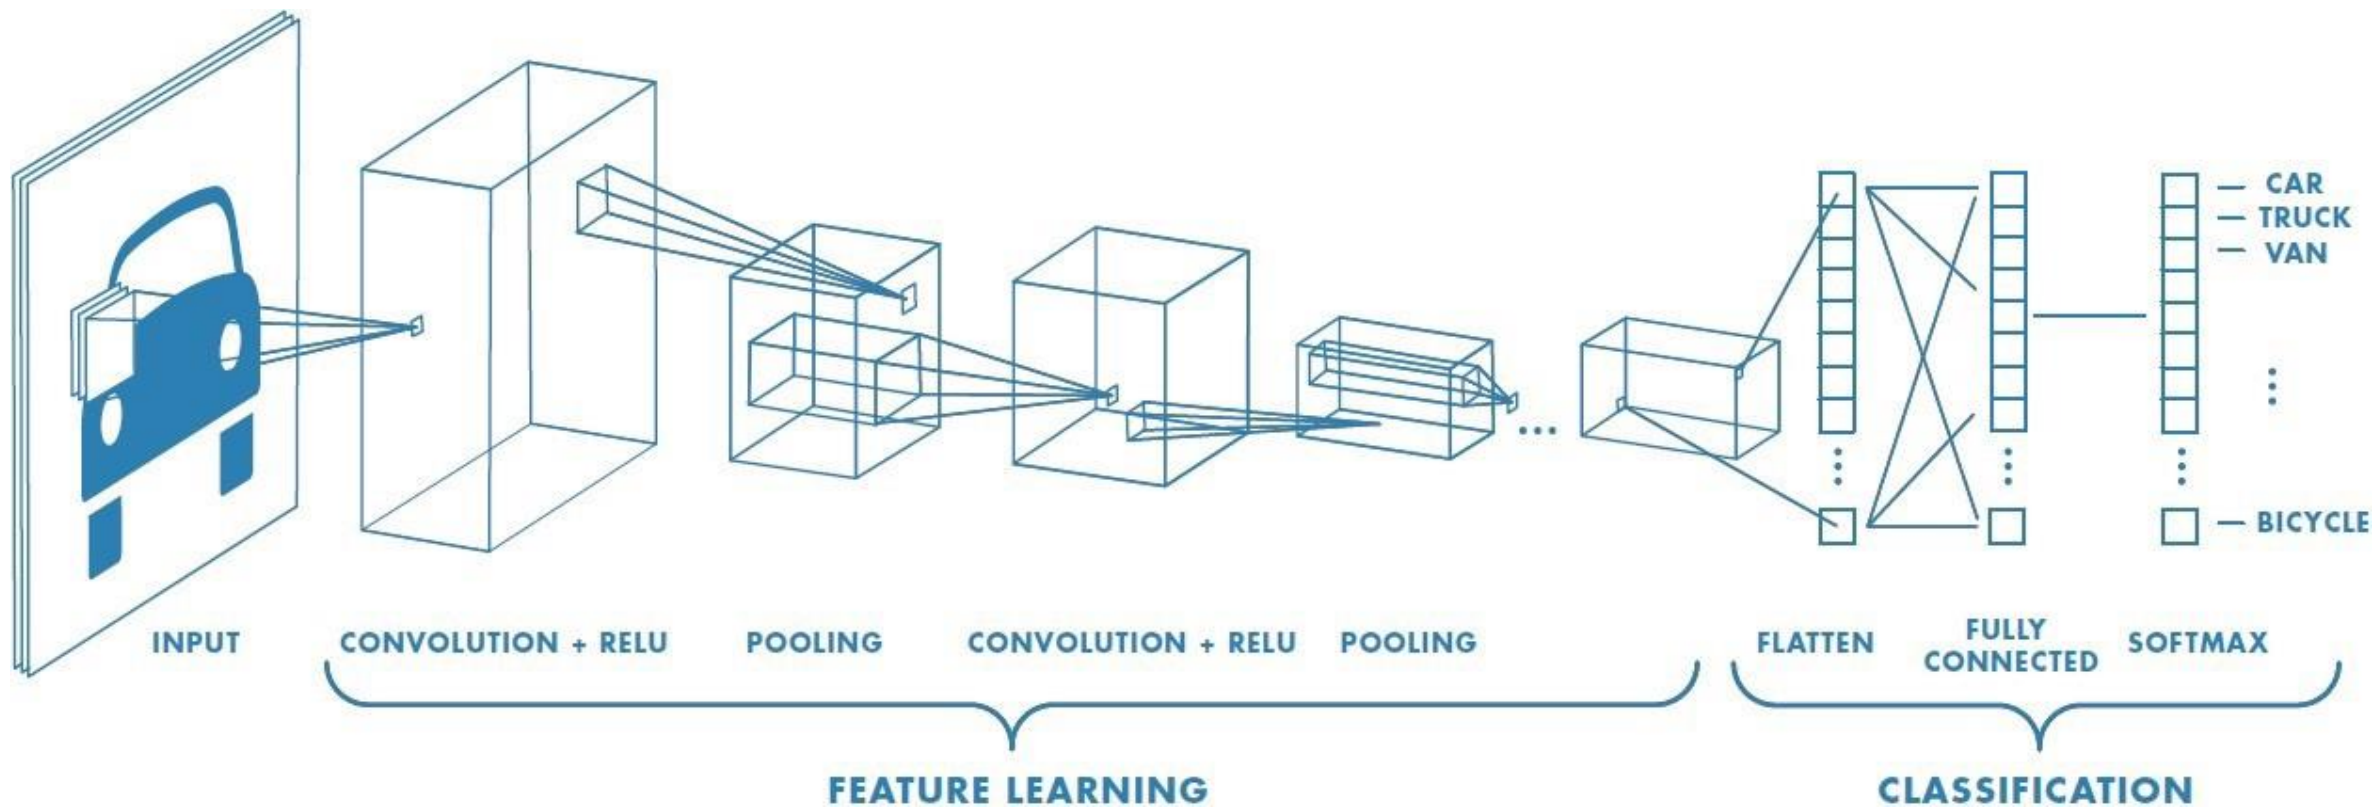 CAR
TRUCK
VAN
BICYCLE
INPUT
CONVOLUTION + RELU
POOLING
CONVOLUTION + RELU
POOLING
FLATTEN
FULLY
CONNECTED
SOFTMAX
FEATURE LEARNING
CLASSIFICATION